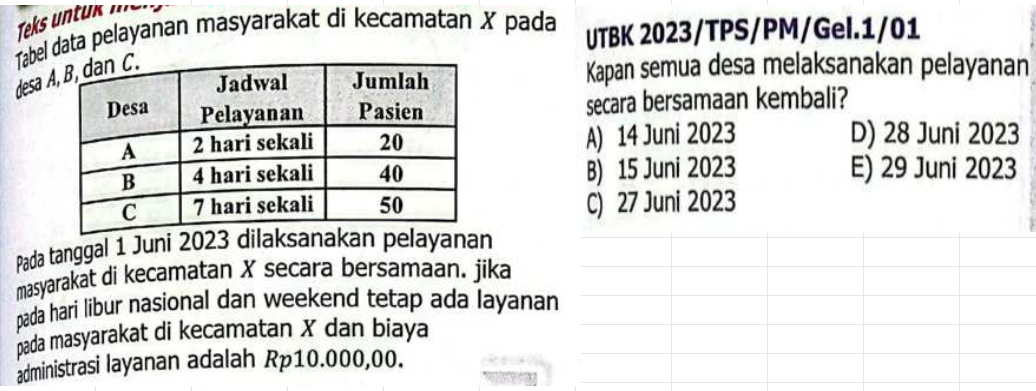 Teks untuk
Tabel data pelayanan masyarakat di kecamatan X pada
desa A, B, dan C.
Desa Jadwal Pelayanan Jumlah Pasien
A 2 hari sekali 20
B 4 hari sekali 40
C 7 hari sekali 50
Pada tanggal 1 Juni 2023 dilaksanakan pelayanan
masyarakat di kecamatan X secara bersamaan. jika
pada hari libur nasional dan weekend tetap ada layanan
pada masyarakat di kecamatan X dan biaya
administrasi layanan adalah Rp10.000,00.
UTBK 2023/TPS/PM/Gel.1/01
Kapan semua desa melaksanakan pelayanan
secara bersamaan kembali?
A) 14 Juni 2023
B) 15 Juni 2023
C) 27 Juni 2023
D) 28 Juni 2023
E) 29 Juni 2023